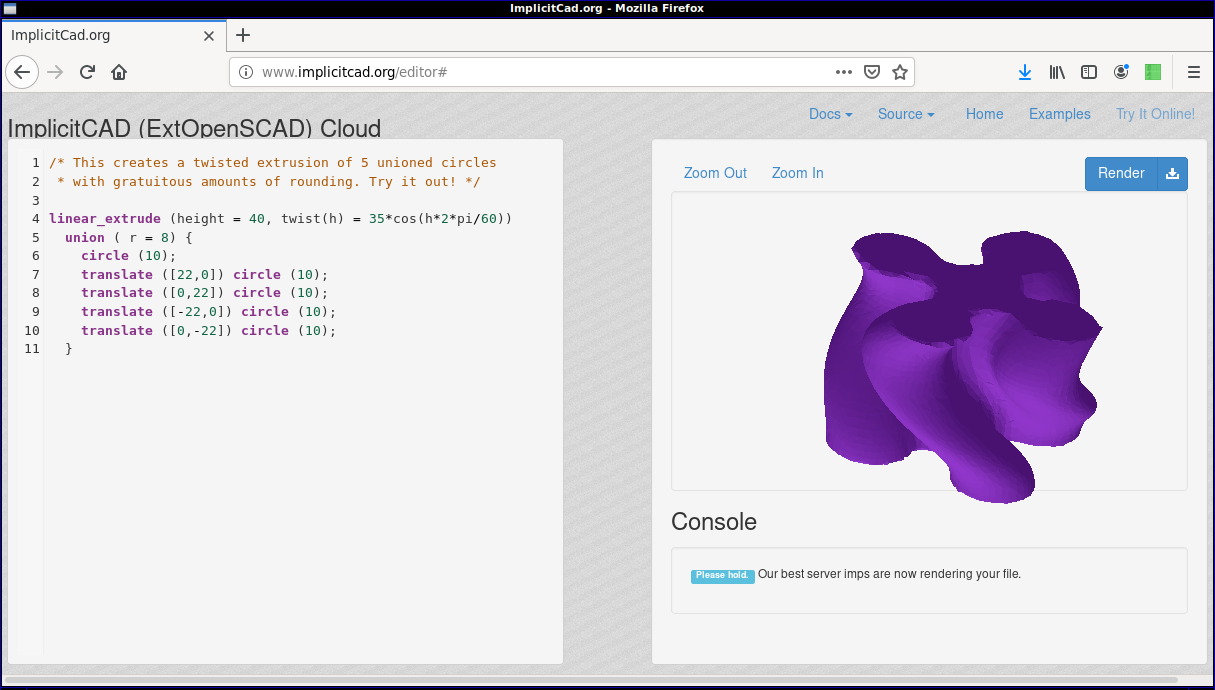 ImplicitCad.org - Mozilla Firefox
ImplicitCad.org
www.implicitcad.org/editor#
ImplicitCAD (ExtOpenSCAD) Cloud
Docs Source Home Examples Try It Online!
1 /* This creates a twisted extrusion of 5 unioned circles
2 * with gratuitous amounts of rounding. Try it out! */
3
4 linear_extrude (height = 40, twist(h) = 35*cos(h*2*pi/60))
5 union ( r = 8) {
6 circle (10);
7 translate ([22,0]) circle (10);
8 translate ([0,22]) circle (10);
9 translate ([-22,0]) circle (10);
10 translate ([0,-22]) circle (10);
11 }
Zoom Out Zoom In Render
Console
Please hold. Our best server imps are now rendering your file.